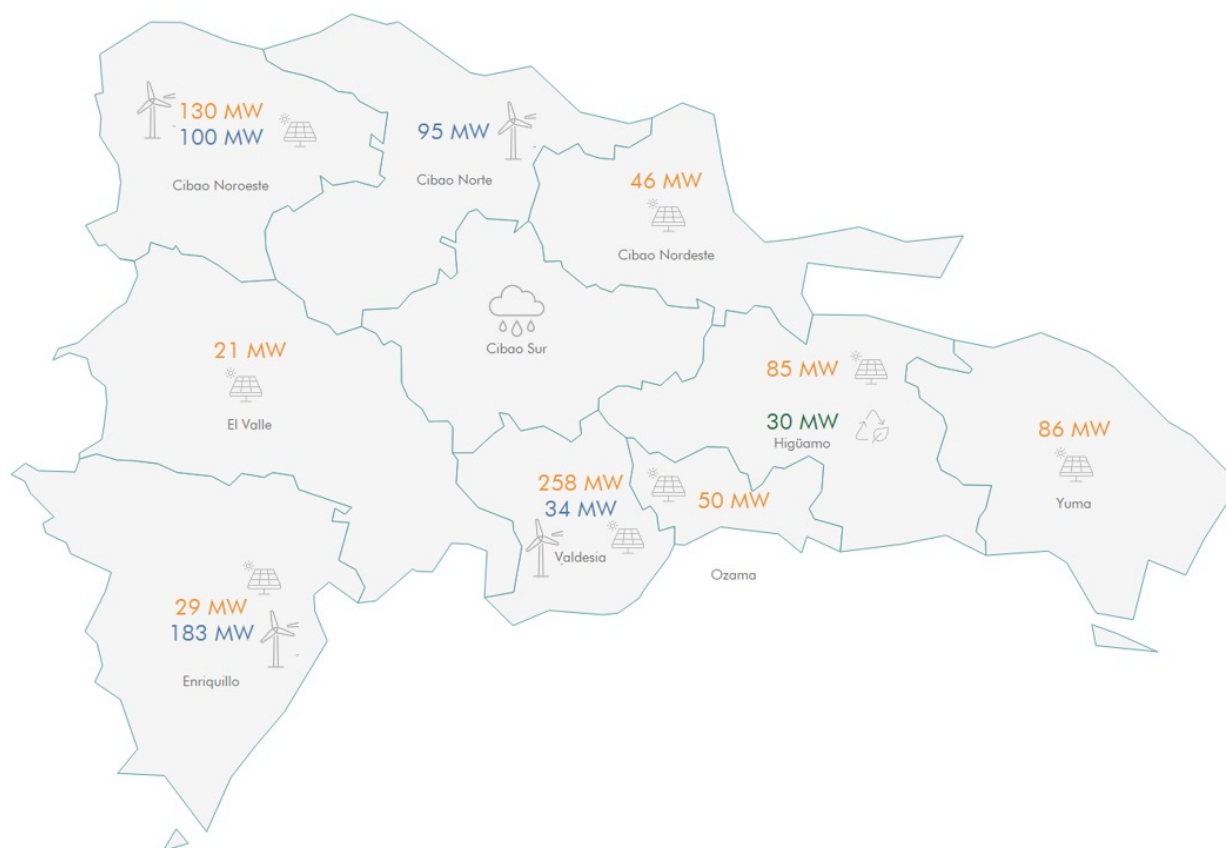 130 MW
100 MW
Cibao Noroeste
95 MW
Cibao Norte
46 MW
Cibao Nordeste
Cibao Sur
21 MW
El Valle
85 MW
30 MW
Higüamo
86 MW
Yuma
258 MW
34 MW
Valdesia
50 MW
Ozama
29 MW
183 MW
Enriquillo